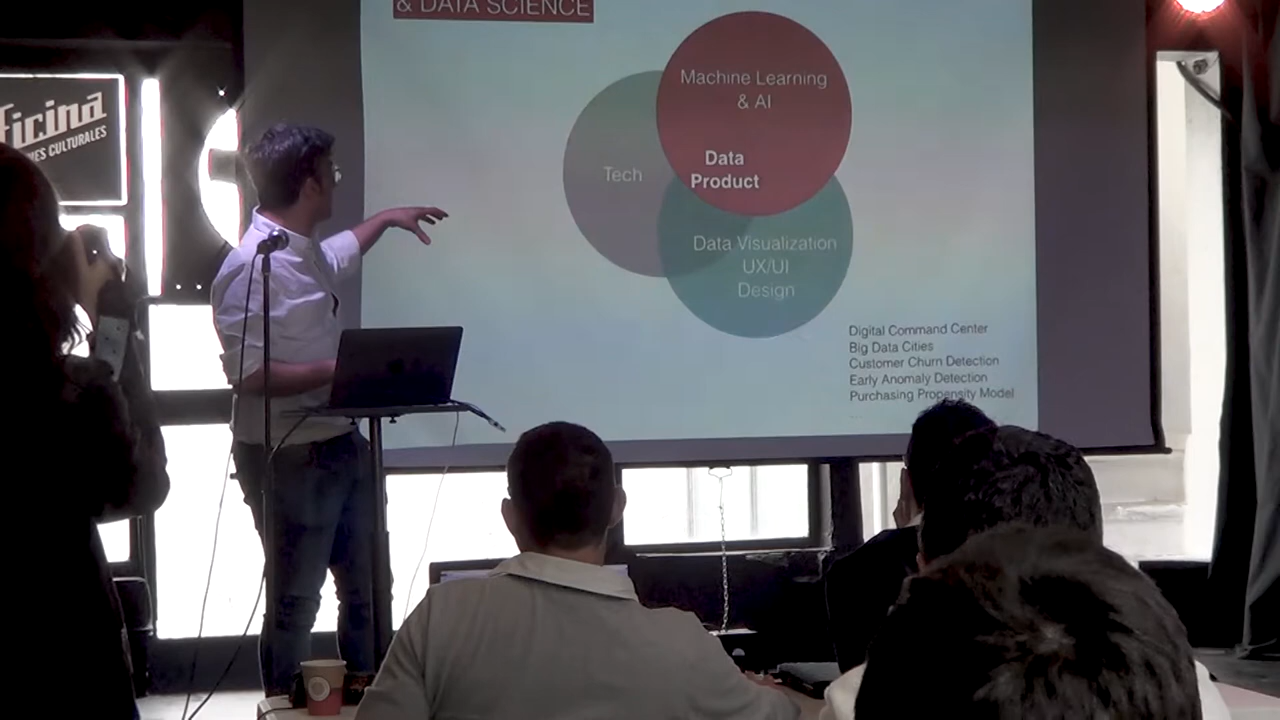 & DATA SCIENCE
ficina
NES CULTURALES
Machine Learning
& AI
Data
Product
Tech
Data Visualization
UX/UI
Design
Digital Command Center
Big Data Cities
Customer Churn Detection
Early Anomaly Detection
Purchasing Propensity Model
...